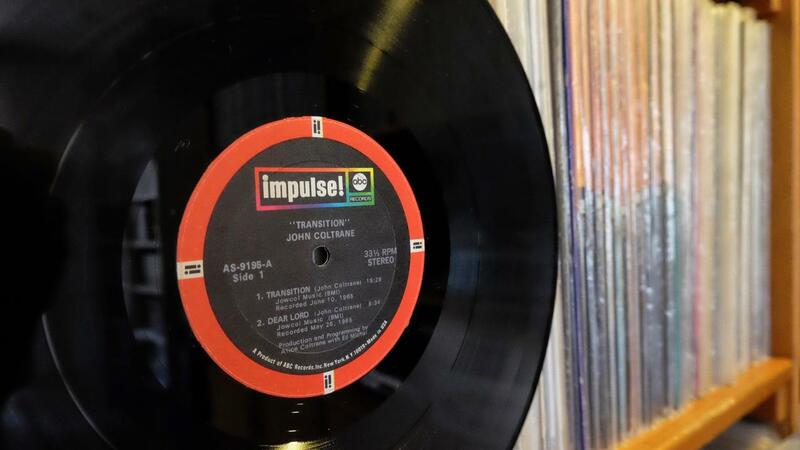 i!
impulse!
abc
RECORDS
"TRANSITION"
JOHN COLTRANE
AS-9195-A
Side 1
33⅓ RPM
STEREO
1. TRANSITION (John Coltrane) 15:28
Jowcol Music (BMI)
Recorded June 10, 1965
2. DEAR LORD (John Coltrane) 5:34
Jowcol Music (BMI)
Recorded May 26, 1965
Production and Programming by
Alice Coltrane with Ed Michel
A Product of ABC Records, Inc. New York, N.Y. 10019 • Made in USA
i!
i!
i!